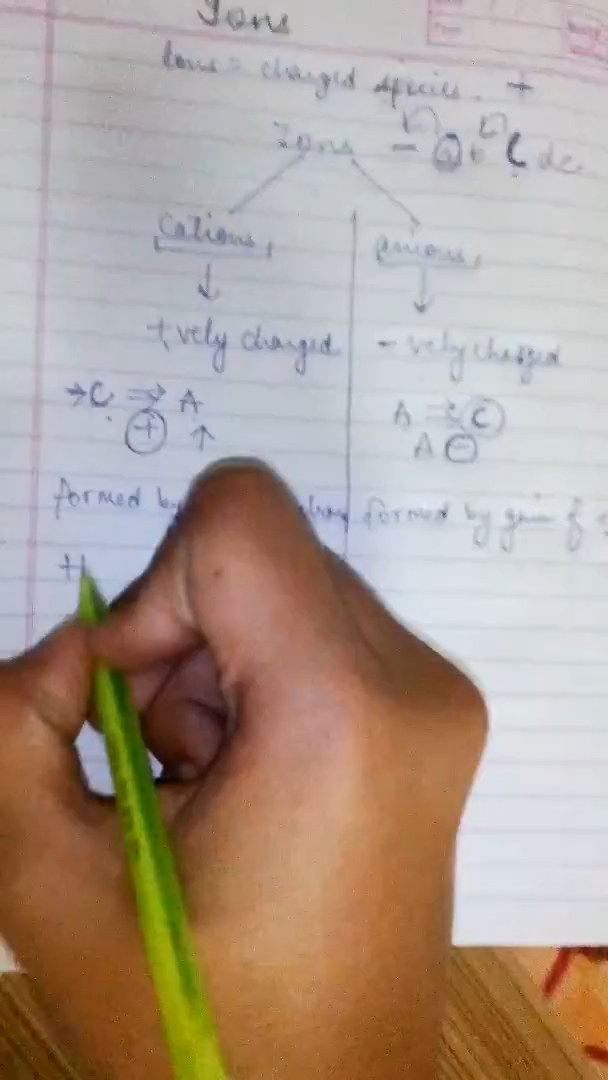 Ions
Ions = charged species. +
Ions -
cations, anions,
↓ ↓
+vely charged - vely charged
→ C ⇒ A A C
+ ↑ A -
formed by formed by gain of
H